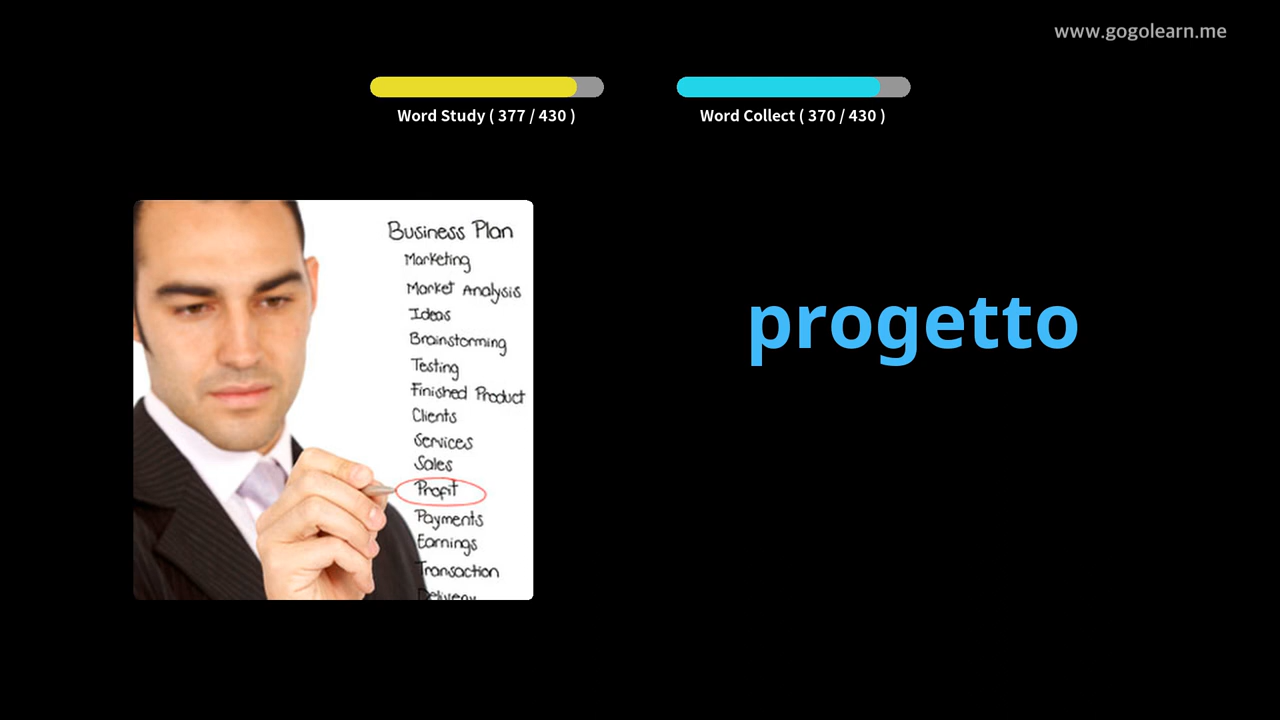 www.gogolearn.me
Word Study ( 377 / 430 )
Word Collect ( 370 / 430 )
Business Plan
Marketing
Market Analysis
Ideas
Brainstorming
Testing
Finished Product
Clients
Services
Sales
Profit
Payments
Earnings
Transaction
Delivery
progetto